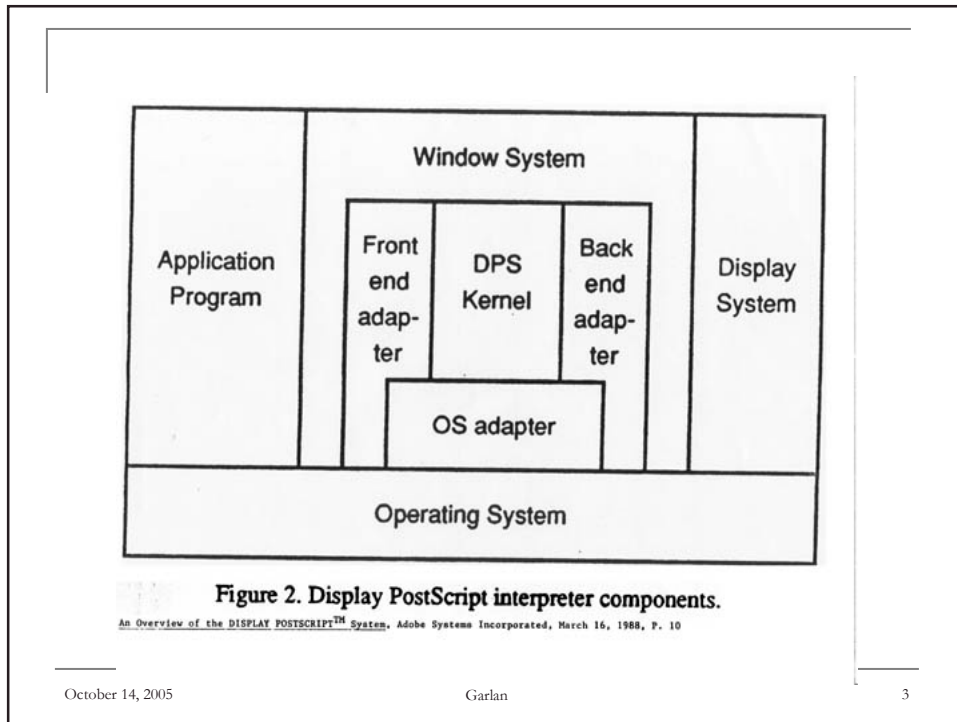 Window System
Application
Program
Front
end
adap-
ter
DPS
Kernel
Back
end
adap-
ter
Display
System
OS adapter
Operating System
Figure 2. Display PostScript interpreter components.
An Overview of the DISPLAY POSTSCRIPT™ System, Adobe Systems Incorporated, March 16, 1988, P. 10
October 14, 2005
Garlan
3